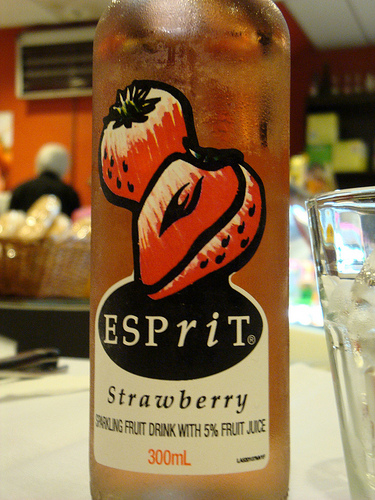 ESPriT®
Strawberry
SPARKLING FRUIT DRINK WITH 5% FRUIT JUICE
300mL